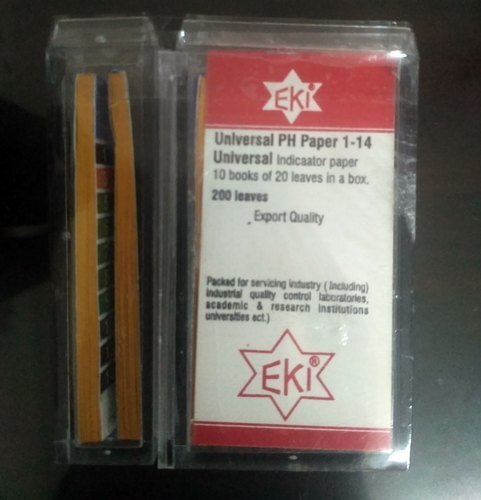 EKi
Universal PH Paper 1-14
Universal Indicaator paper
10 books of 20 leaves in a box.
200 leaves
Export Quality
Packed for servicing industry ( Including)
industrial quality control laboratories,
academic & research institutions
universities ect.)
EKi®